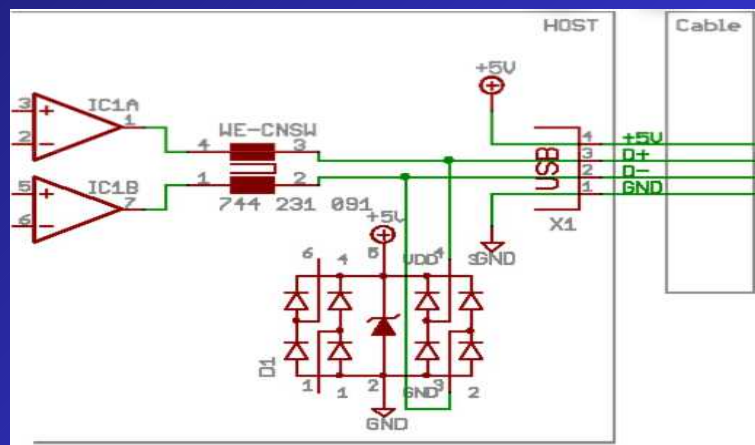 HOST
Cable
+5V
3
+
IC1A
1
2
-
WE-CNSW
4
3
1
2
744 231 091
5
+
IC1B
7
6
-
USB
4
+5V
3
D+
2
D-
1
GND
X1
GND
+5V
6
4
5
VDD
4
S
D1
1
1
2
GND
3
2
GND